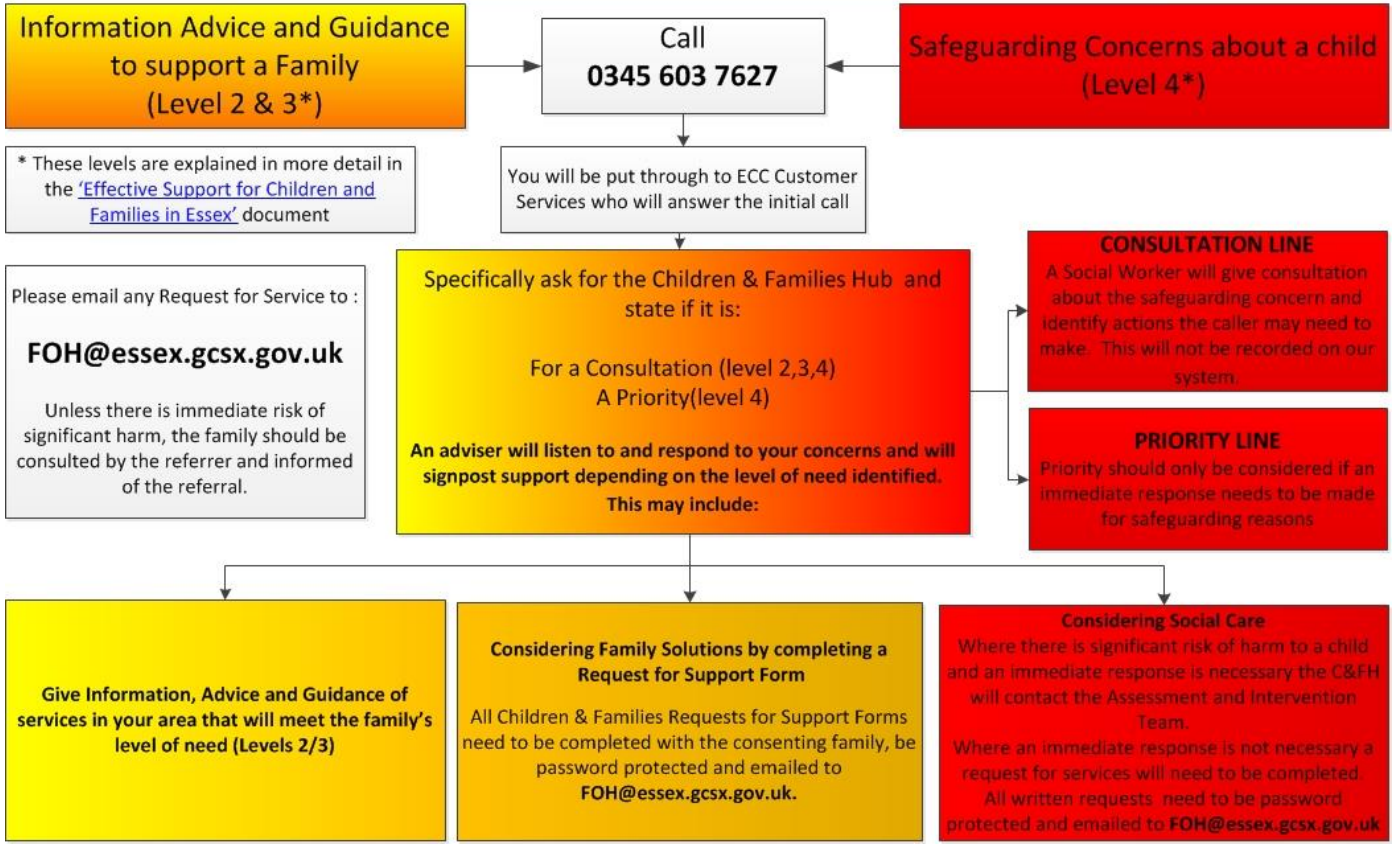 Information Advice and Guidance
to support a Family
(Level 2 & 3*)
Call
0345 603 7627
Safeguarding Concerns about a child
(Level 4*)
* These levels are explained in more detail in
the 'Effective Support for Children and
Families in Essex' document
You will be put through to ECC Customer
Services who will answer the initial call
Please email any Request for Service to :
FOH@essex.gcsx.gov.uk
Unless there is immediate risk of
significant harm, the family should be
consulted by the referrer and informed
of the referral.
Specifically ask for the Children & Families Hub and
state if it is:
For a Consultation (level 2,3,4)
A Priority(level 4)
An adviser will listen to and respond to your concerns and will
signpost support depending on the level of need identified.
This may include:
CONSULTATION LINE
A Social Worker will give consultation
about the safeguarding concern and
identify actions the caller may need to
make. This will not be recorded on our
system.
PRIORITY LINE
Priority should only be considered if an
immediate response needs to be made
for safeguarding reasons
Give Information, Advice and Guidance of
services in your area that will meet the family's
level of need (Levels 2/3)
Considering Family Solutions by completing a
Request for Support Form
All Children & Families Requests for Support Forms
need to be completed with the consenting family, be
password protected and emailed to
FOH@essex.gcsx.gov.uk.
Considering Social Care
Where there is significant risk of harm to a child
and an immediate response is necessary the C&FH
will contact the Assessment and Intervention
Team.
Where an immediate response is not necessary a
request for services will need to be completed.
All written requests need to be password
protected and emailed to FOH@essex.gcsx.gov.uk